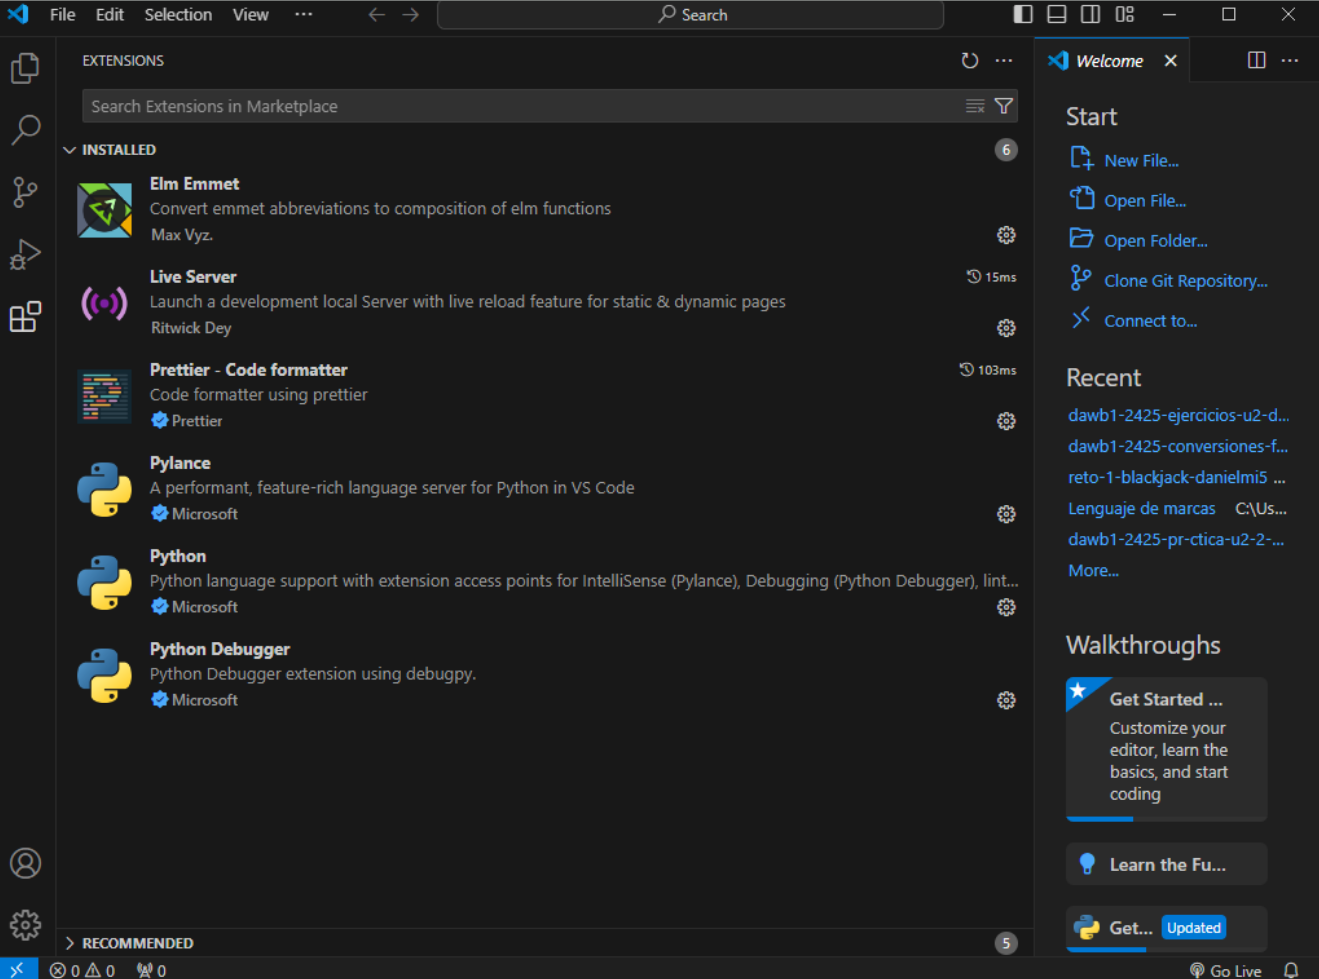 File Edit Selection View ··· Search
EXTENSIONS
Search Extensions in Marketplace
INSTALLED 6
Elm Emmet
Convert emmet abbreviations to composition of elm functions
Max Vyz.
Live Server 15ms
Launch a development local Server with live reload feature for static & dynamic pages
Ritwick Dey
Prettier - Code formatter 103ms
Code formatter using prettier
Prettier
Pylance
A performant, feature-rich language server for Python in VS Code
Microsoft
Python
Python language support with extension access points for IntelliSense (Pylance), Debugging (Python Debugger), lint...
Microsoft
Python Debugger
Python Debugger extension using debugpy.
Microsoft
RECOMMENDED 5
Welcome
Start
New File...
Open File...
Open Folder...
Clone Git Repository...
Connect to...
Recent
dawb1-2425-ejercicios-u2-d...
dawb1-2425-conversiones-f...
reto-1-blackjack-danielmi5 ...
Lenguaje de marcas C:\Us...
dawb1-2425-pr-ctica-u2-2-...
More...
Walkthroughs
Get Started ...
Customize your
editor, learn the
basics, and start
coding
Learn the Fu...
Get... Updated
0 0 0 Go Live